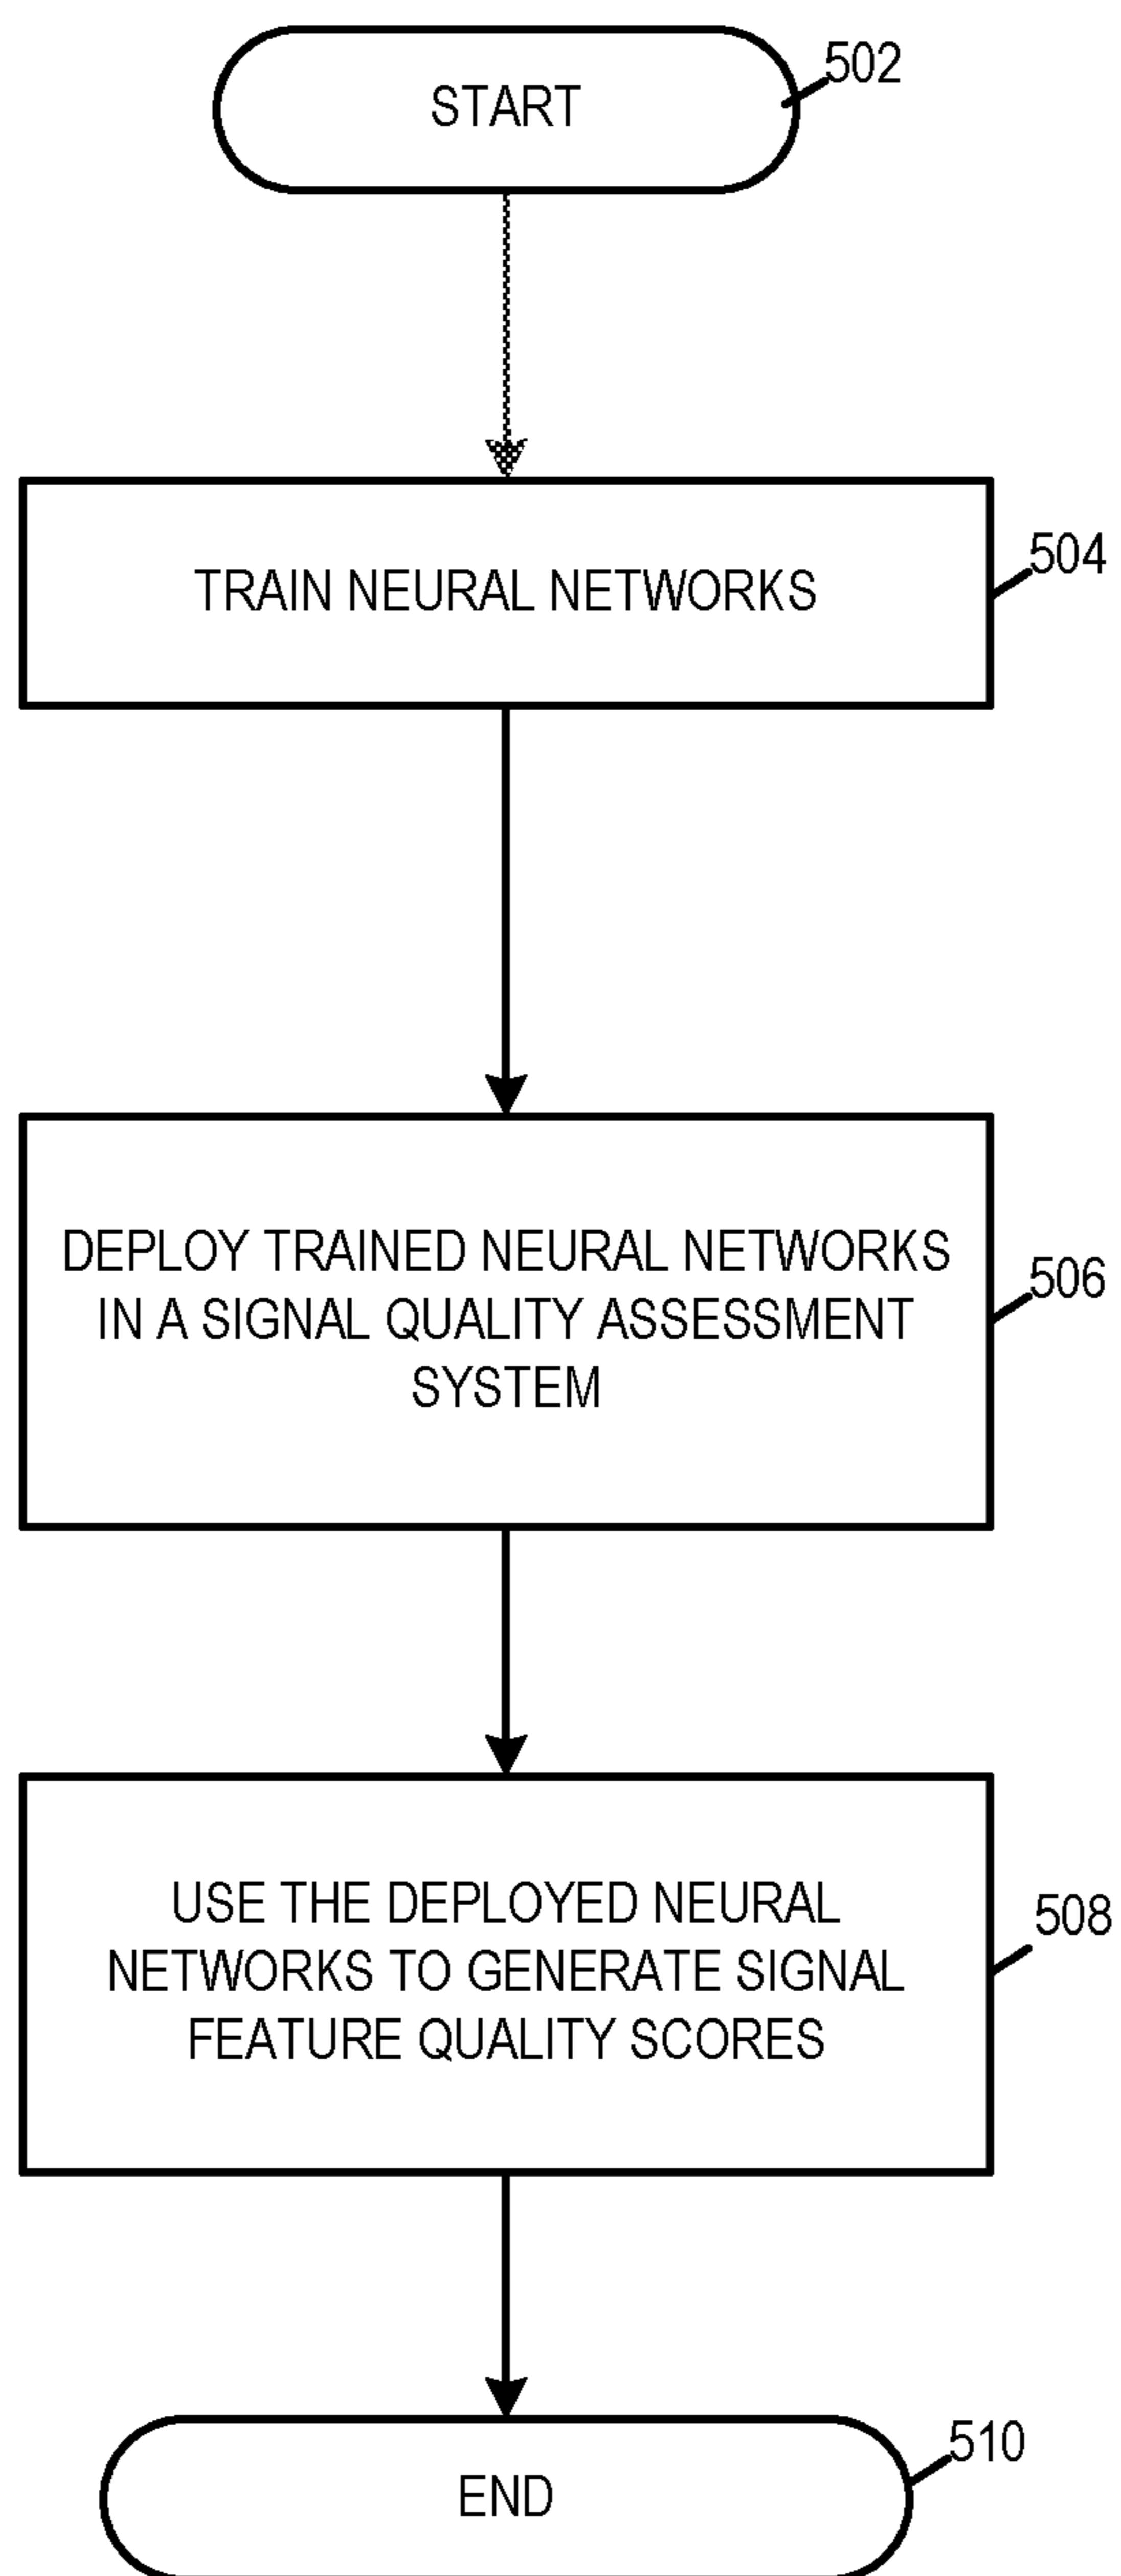 START
502
TRAIN NEURAL NETWORKS
504
DEPLOY TRAINED NEURAL NETWORKS
IN A SIGNAL QUALITY ASSESSMENT
SYSTEM
506
USE THE DEPLOYED NEURAL
NETWORKS TO GENERATE SIGNAL
FEATURE QUALITY SCORES
508
END
510